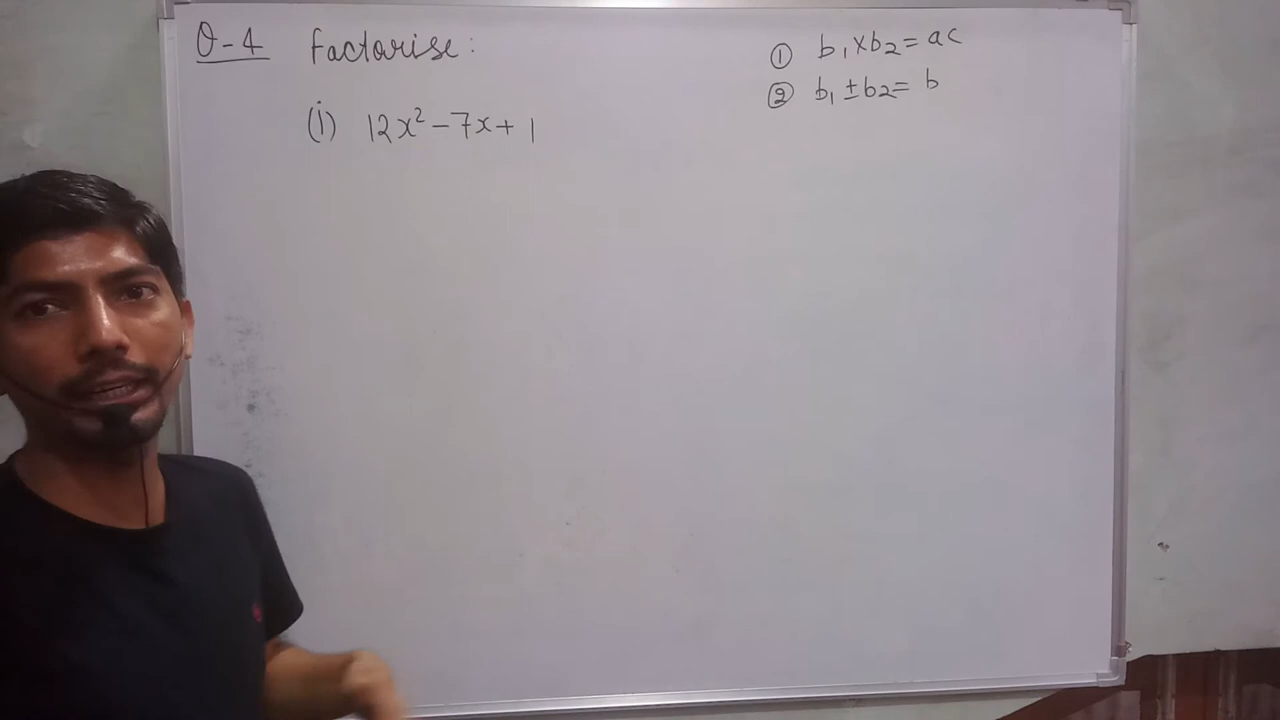 Q-4 Factorise:
(i) 12x² - 7x + 1
① b₁ x b₂ = ac
② b₁ ± b₂ = b